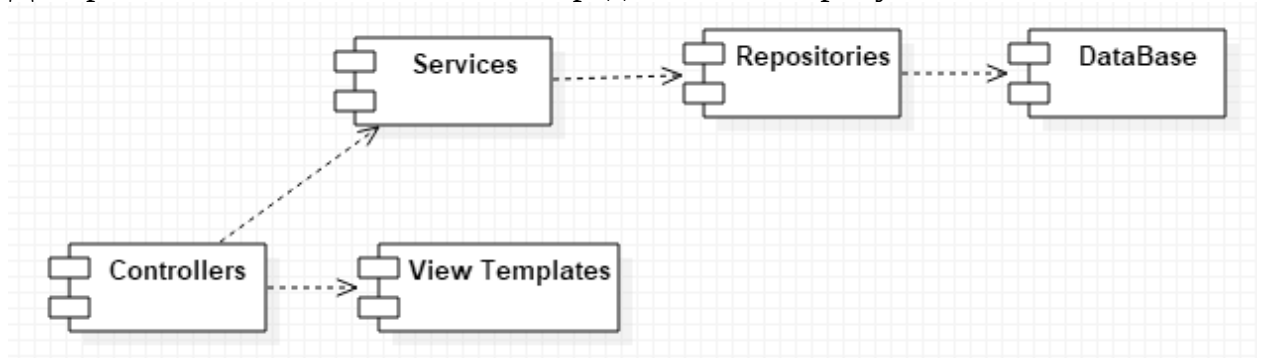 Services
Repositories
DataBase
Controllers
View Templates